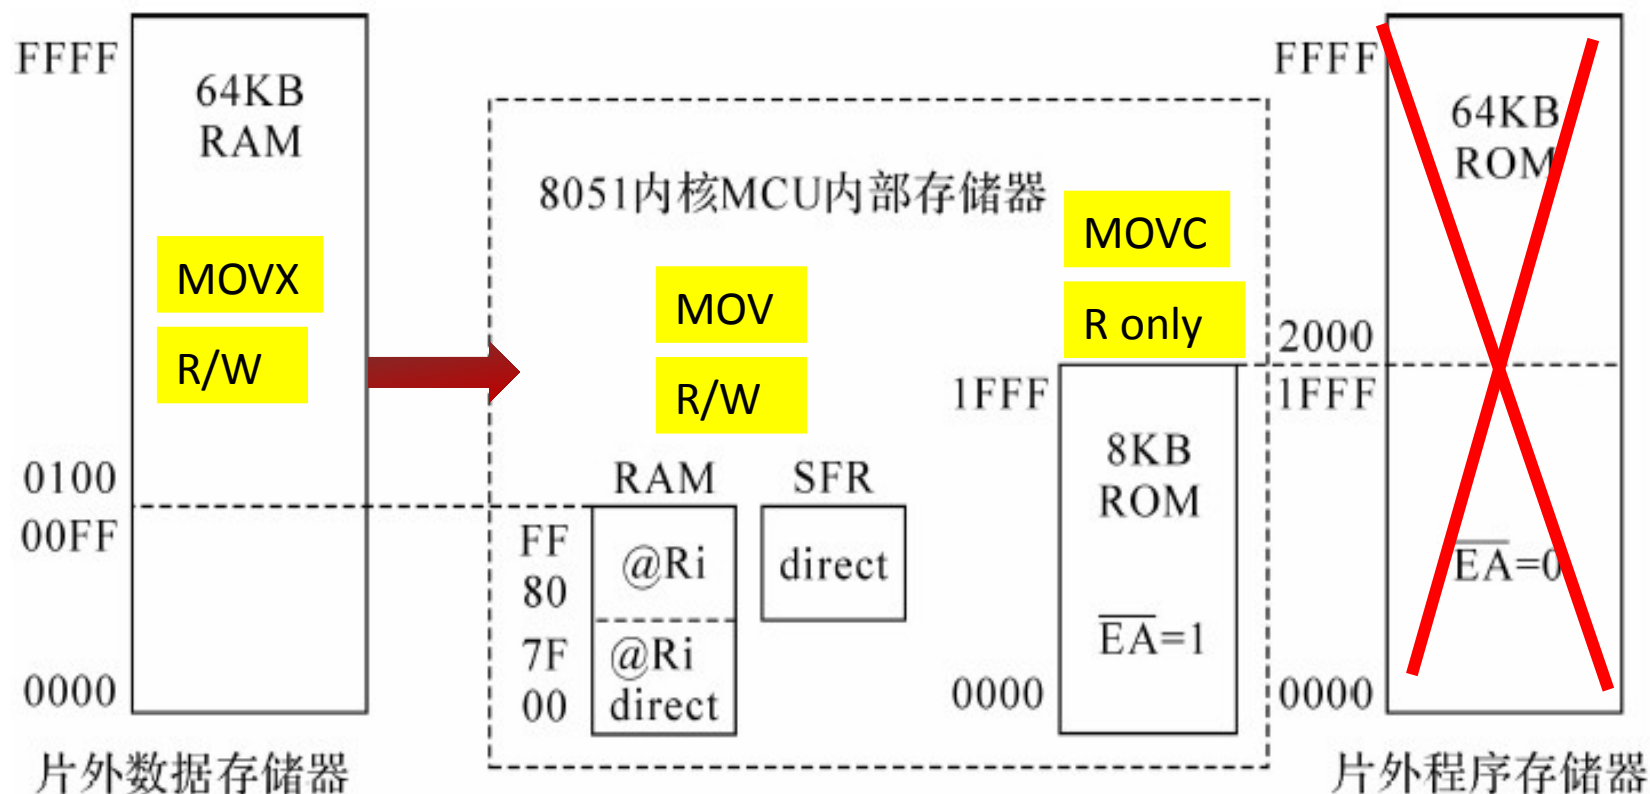 FFFF
64KB
RAM
MOVX
R/W
0100
00FF
0000
片外数据存储器
8051内核MCU内部存储器
MOV
R/W
RAM
SFR
FF
80
7F
00
@Ri
@Ri
direct
direct
MOVC
R only
1FFF
8KB
ROM
E̅A̅=1
0000
FFFF
64KB
ROM
2000
1FFF
E̅A̅=0
0000
片外程序存储器